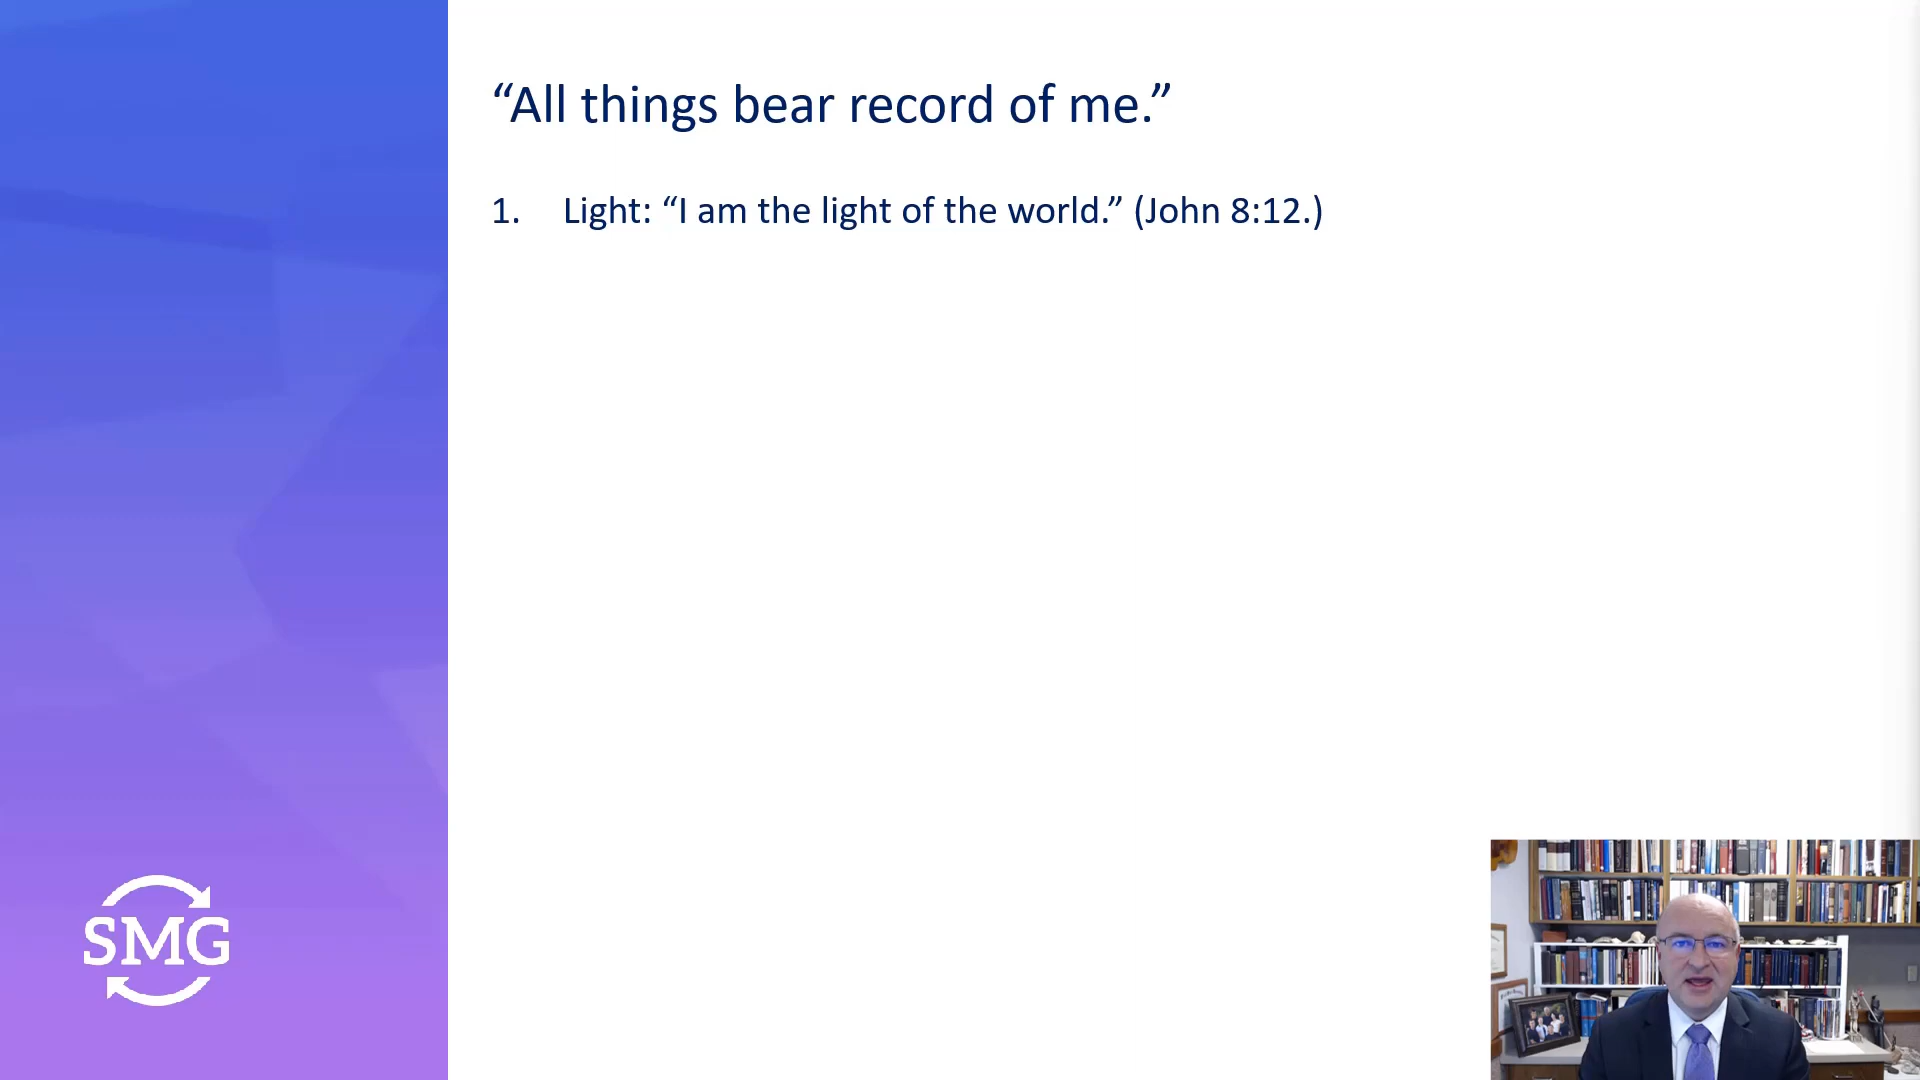 “All things bear record of me.”
1. Light: “I am the light of the world.” (John 8:12.)
SMG